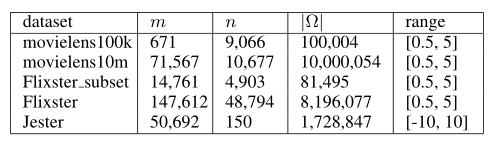 dataset m n |Ω| range
movielens100k 671 9,066 100,004 [0.5, 5]
movielens10m 71,567 10,677 10,000,054 [0.5, 5]
Flixster_subset 14,761 4,903 81,495 [0.5, 5]
Flixster 147,612 48,794 8,196,077 [0.5, 5]
Jester 50,692 150 1,728,847 [-10, 10]